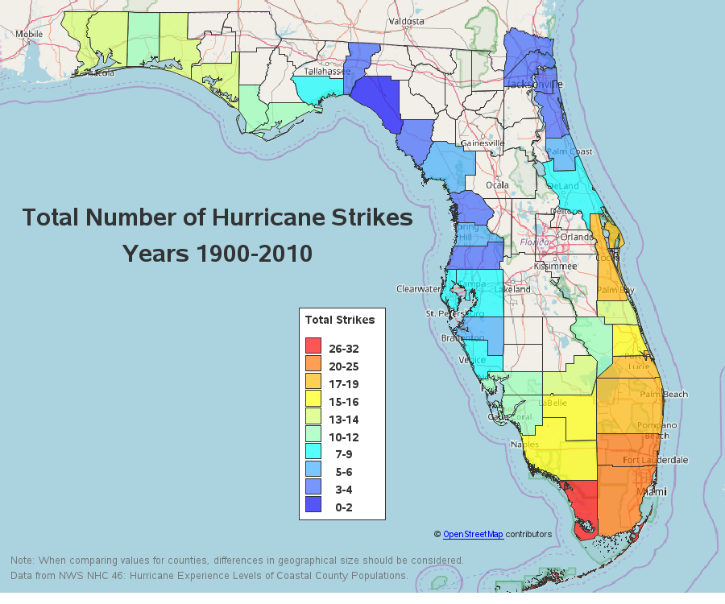 Mobile
Valdosta
Tallahassee
Jacksonville
Gainesville
Palm Coast
Ocala
DeLand
Total Number of Hurricane Strikes
Years 1900-2010
Florida
Orlando
Kissimmee
Clearwater
Lakeland
Palm Bay
St. Petersburg
Venice
Total Strikes
26-32
20-25
17-19
15-16
13-14
10-12
7-9
5-6
3-4
0-2
LaBelle
Palm Beach
Pompano
Beach
Naples
Fort Lauderdale
Miami
© OpenStreetMap contributors
Note: When comparing values for counties, differences in geographical size should be considered.
Data from NWS NHC 46: Hurricane Experience Levels of Coastal County Populations.